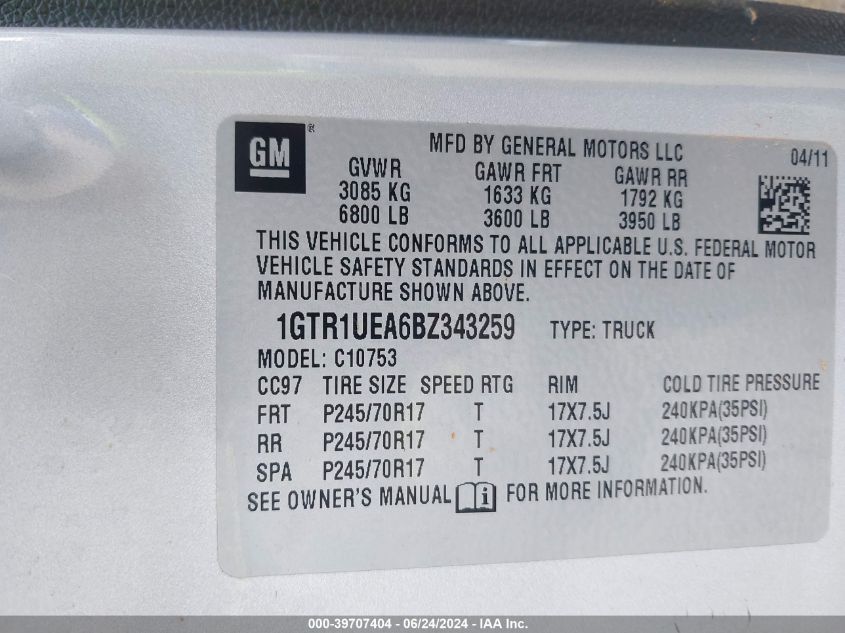 GM ®
MFD BY GENERAL MOTORS LLC 04/11
GVWR GAWR FRT GAWR RR
3085 KG 1633 KG 1792 KG
6800 LB 3600 LB 3950 LB
THIS VEHICLE CONFORMS TO ALL APPLICABLE U.S. FEDERAL MOTOR
VEHICLE SAFETY STANDARDS IN EFFECT ON THE DATE OF
MANUFACTURE SHOWN ABOVE.
1GTR1UEA6BZ343259 TYPE: TRUCK
MODEL: C10753
CC97 TIRE SIZE SPEED RTG RIM COLD TIRE PRESSURE
FRT P245/70R17 T 17X7.5J 240KPA(35PSI)
RR P245/70R17 T 17X7.5J 240KPA(35PSI)
SPA P245/70R17 T 17X7.5J 240KPA(35PSI)
SEE OWNER'S MANUAL i FOR MORE INFORMATION.
000-39707404 - 06/24/2024 - IAA Inc.